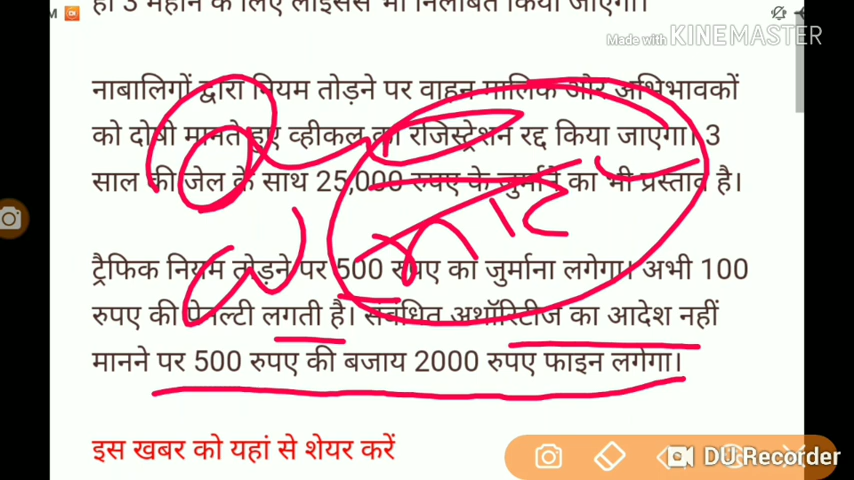 हा 3 महीने के लिए लाइसेंस भी निलंबित किया जाएगा।
Made with KINEMASTER
नाबालिगों द्वारा नियम तोड़ने पर वाहन मालिक और अभिभावकों
को दोषी मानते हुए व्हीकल का रजिस्ट्रेशन रद्द किया जाएगा। 3
साल की जेल के साथ 25,000 रुपए के जुर्माने का भी प्रस्ताव है।
ट्रैफिक नियम तोड़ने पर 500 रुपए का जुर्माना लगेगा। अभी 100
रुपए की पेनल्टी लगती है। संबंधित अथॉरिटीज का आदेश नहीं
मानने पर 500 रुपए की बजाय 2000 रुपए फाइन लगेगा।
इस खबर को यहां से शेयर करें
DU Recorder